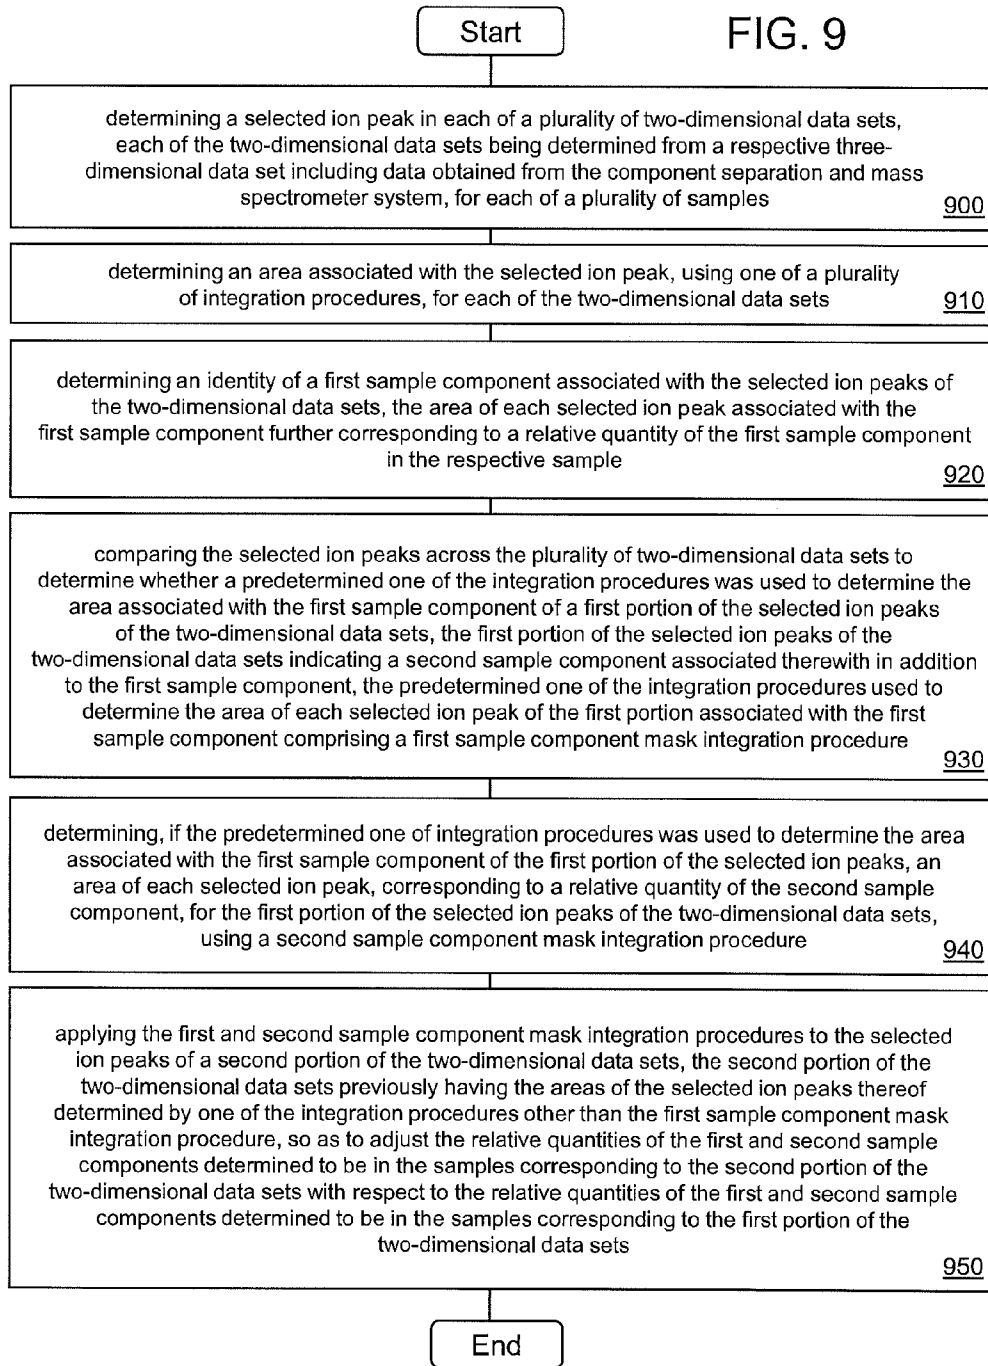 Start
FIG. 9
determining a selected ion peak in each of a plurality of two-dimensional data sets,
each of the two-dimensional data sets being determined from a respective three-
dimensional data set including data obtained from the component separation and mass
spectrometer system, for each of a plurality of samples
900
determining an area associated with the selected ion peak, using one of a plurality
of integration procedures, for each of the two-dimensional data sets
910
determining an identity of a first sample component associated with the selected ion peaks of
the two-dimensional data sets, the area of each selected ion peak associated with the
first sample component further corresponding to a relative quantity of the first sample component
in the respective sample
920
comparing the selected ion peaks across the plurality of two-dimensional data sets to
determine whether a predetermined one of the integration procedures was used to determine the
area associated with the first sample component of a first portion of the selected ion peaks
of the two-dimensional data sets, the first portion of the selected ion peaks of the
two-dimensional data sets indicating a second sample component associated therewith in addition
to the first sample component, the predetermined one of the integration procedures used to
determine the area of each selected ion peak of the first portion associated with the first
sample component comprising a first sample component mask integration procedure
930
determining, if the predetermined one of integration procedures was used to determine the area
associated with the first sample component of the first portion of the selected ion peaks, an
area of each selected ion peak, corresponding to a relative quantity of the second sample
component, for the first portion of the selected ion peaks of the two-dimensional data sets,
using a second sample component mask integration procedure
940
applying the first and second sample component mask integration procedures to the selected
ion peaks of a second portion of the two-dimensional data sets, the second portion of the
two-dimensional data sets previously having the areas of the selected ion peaks thereof
determined by one of the integration procedures other than the first sample component mask
integration procedure, so as to adjust the relative quantities of the first and second sample
components determined to be in the samples corresponding to the second portion of the
two-dimensional data sets with respect to the relative quantities of the first and second sample
components determined to be in the samples corresponding to the first portion of the
two-dimensional data sets
950
End